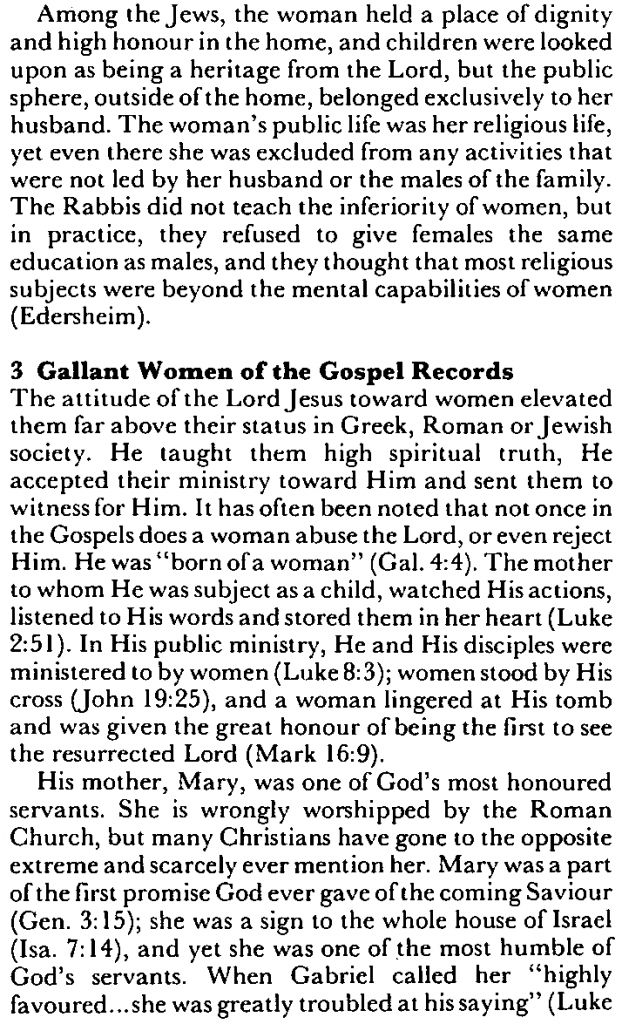 Among the Jews, the woman held a place of dignity
and high honour in the home, and children were looked
upon as being a heritage from the Lord, but the public
sphere, outside of the home, belonged exclusively to her
husband. The woman's public life was her religious life,
yet even there she was excluded from any activities that
were not led by her husband or the males of the family.
The Rabbis did not teach the inferiority of women, but
in practice, they refused to give females the same
education as males, and they thought that most religious
subjects were beyond the mental capabilities of women
(Edersheim).
3 Gallant Women of the Gospel Records
The attitude of the Lord Jesus toward women elevated
them far above their status in Greek, Roman or Jewish
society. He taught them high spiritual truth, He
accepted their ministry toward Him and sent them to
witness for Him. It has often been noted that not once in
the Gospels does a woman abuse the Lord, or even reject
Him. He was "born of a woman" (Gal. 4:4). The mother
to whom He was subject as a child, watched His actions,
listened to His words and stored them in her heart (Luke
2:51). In His public ministry, He and His disciples were
ministered to by women (Luke 8:3); women stood by His
cross (John 19:25), and a woman lingered at His tomb
and was given the great honour of being the first to see
the resurrected Lord (Mark 16:9).
His mother, Mary, was one of God's most honoured
servants. She is wrongly worshipped by the Roman
Church, but many Christians have gone to the opposite
extreme and scarcely ever mention her. Mary was a part
of the first promise God ever gave of the coming Saviour
(Gen. 3:15); she was a sign to the whole house of Israel
(Isa. 7:14), and yet she was one of the most humble of
God's servants. When Gabriel called her "highly
favoured...she was greatly troubled at his saying" (Luke